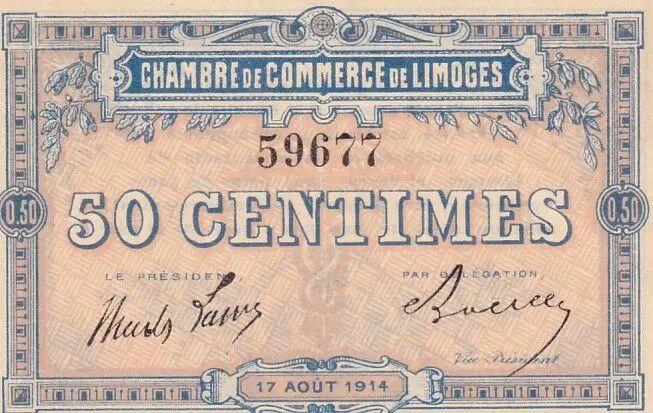 CHAMBRE DE COMMERCE DE LIMOGES
59677
0.50 50 CENTIMES 0.50
LE PRÉSIDENT, PAR DÉLÉGATION,
Vice-Président
17 AOÛT 1914